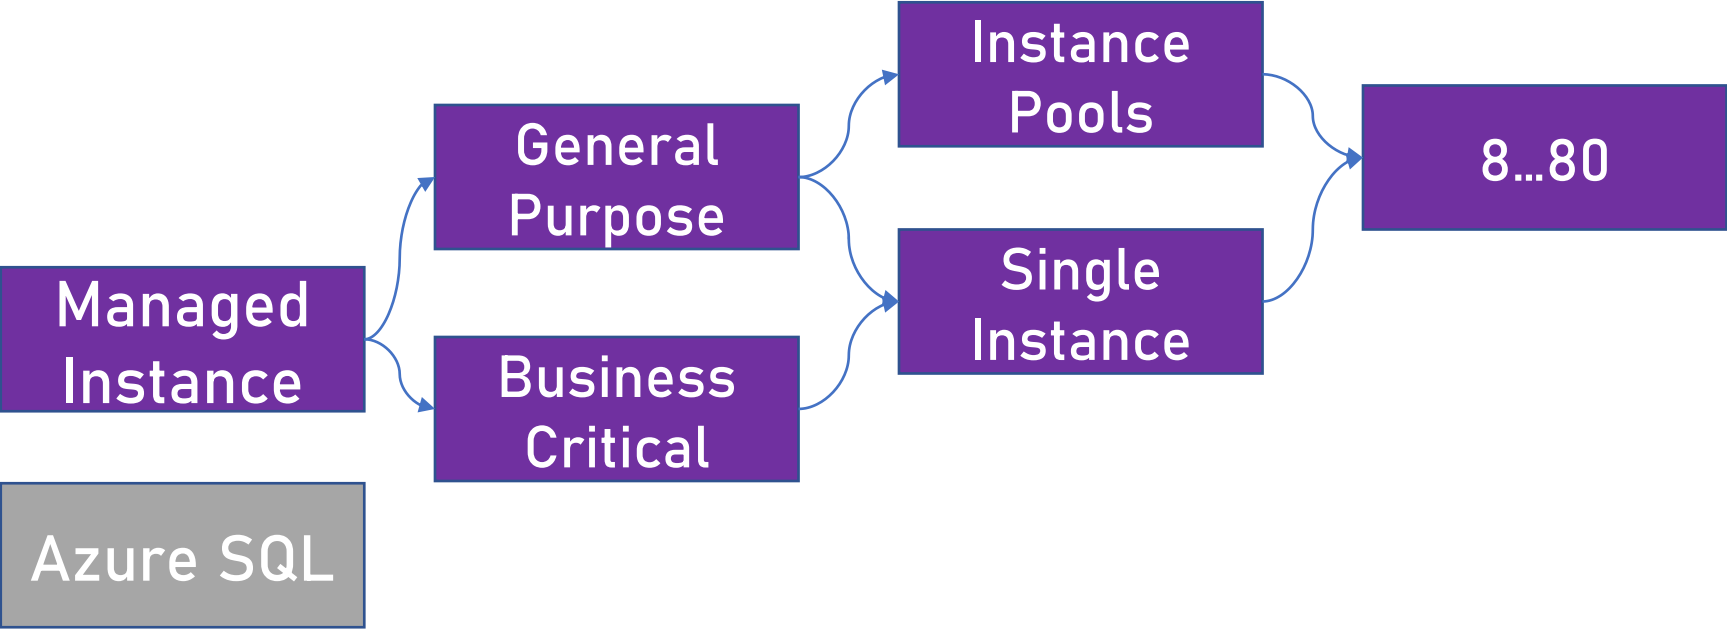 Managed
Instance
Azure SQL
General
Purpose
Business
Critical
Instance
Pools
Single
Instance
8...80